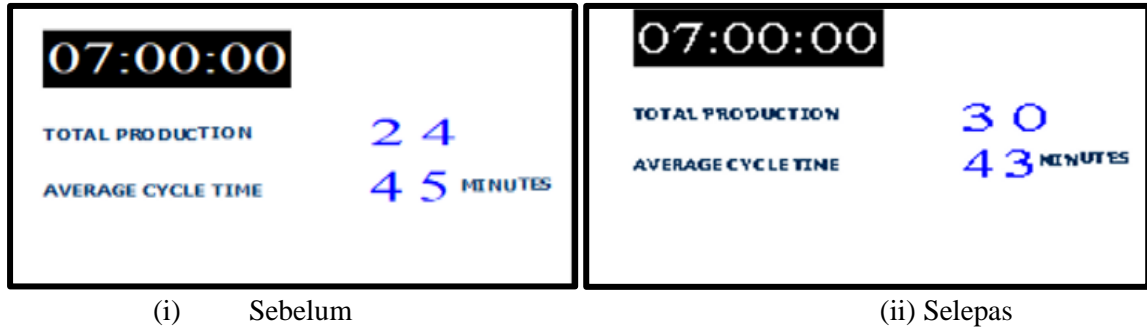 07:00:00
TOTAL PRODUCTION 24
AVERAGE CYCLE TIME 45 MINUTES
(i) Sebelum
07:00:00
TOTAL PRODUCTION 30
AVERAGE CYCLE TINE 43 MINUTES
(ii) Selepas